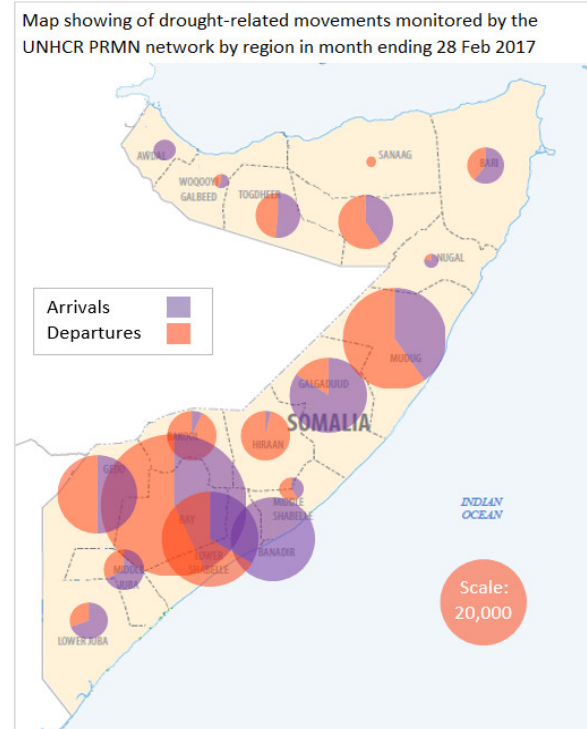 Map showing of drought-related movements monitored by the
UNHCR PRMN network by region in month ending 28 Feb 2017
AWDAL
WOQOOYI
GALBEED
TOGDHEER
SANAAG
BARI
NUGAL
Arrivals
Departures
MUDUG
GALGADUUD
SOMALIA
BAKOOL
HIRAAN
GEDO
MIDDLE
SHABELLE
BAY
LOWER
SHABELLE
BANADIR
MIDDLE
JUBA
LOWER JUBA
INDIAN
OCEAN
Scale:
20,000